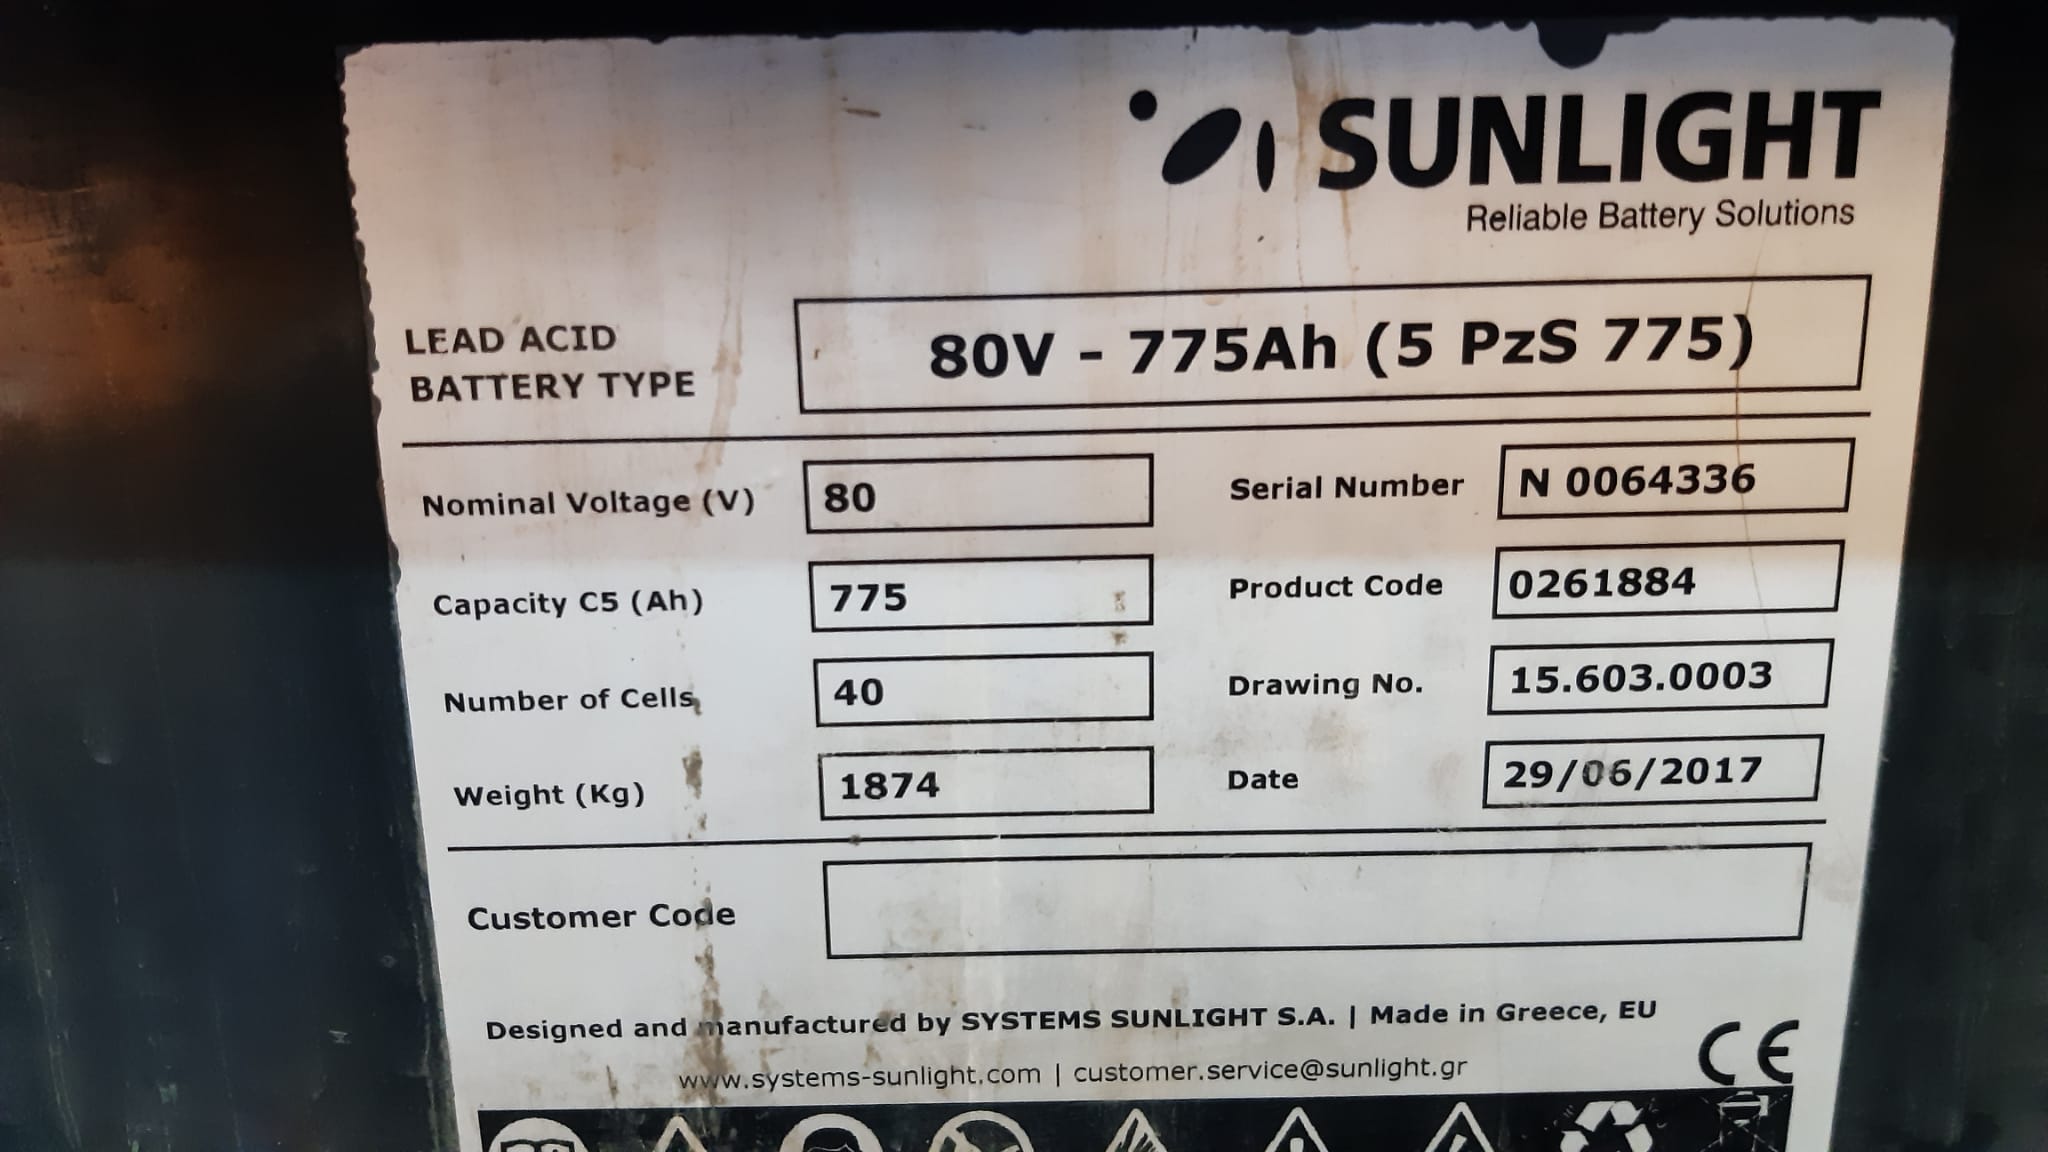 SUNLIGHT
Reliable Battery Solutions
LEAD ACID
BATTERY TYPE
80V - 775Ah (5 PzS 775)
Nominal Voltage (V) 80 Serial Number N 0064336
Capacity C5 (Ah) 775 Product Code 0261884
Number of Cells 40 Drawing No. 15.603.0003
Weight (Kg) 1874 Date 29/06/2017
Customer Code
Designed and manufactured by SYSTEMS SUNLIGHT S.A. | Made in Greece, EU
www.systems-sunlight.com | customer.service@sunlight.gr
CE